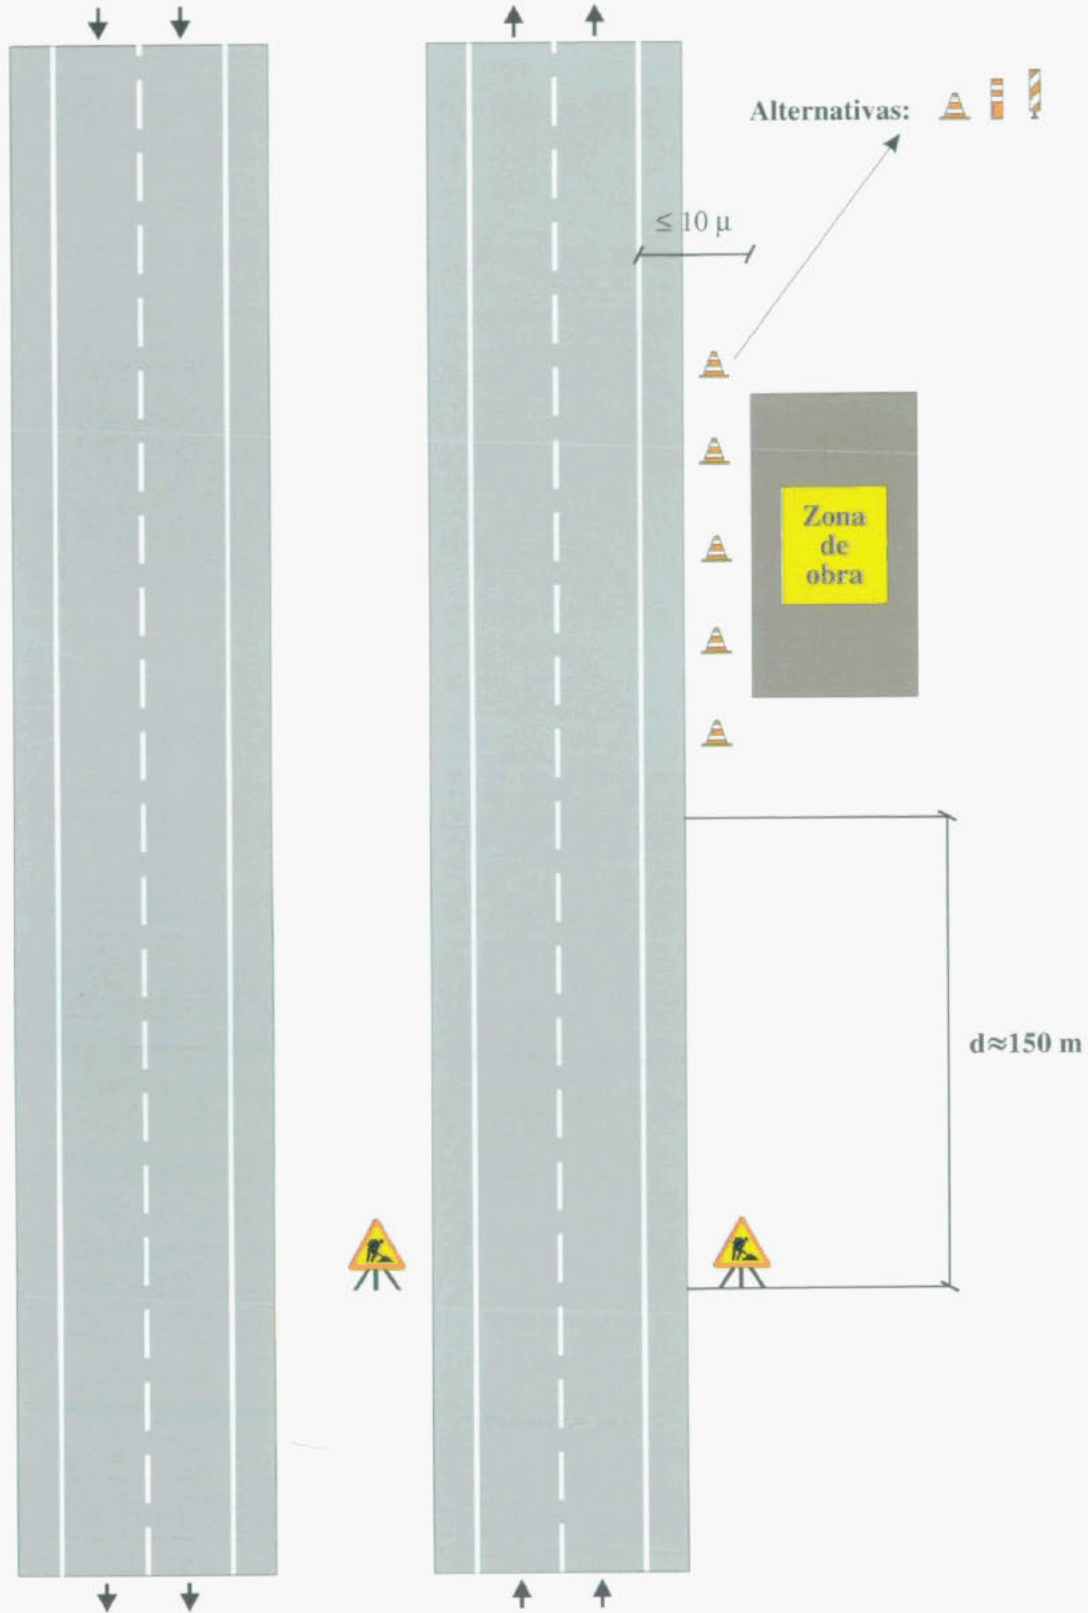 Alternativas:
≤ 10 µ
Zona
de
obra
d≈150 m